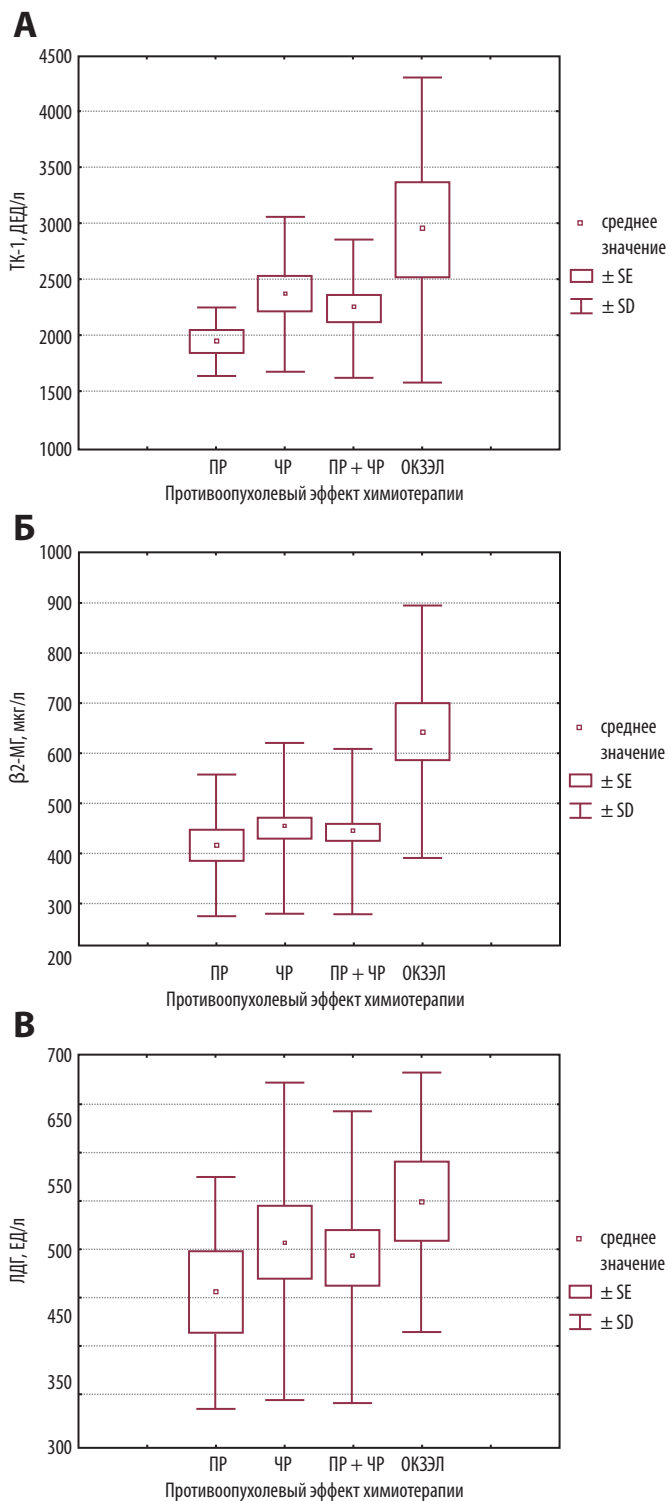 А
4500
4000
3500
3000
2500
2000
1500
1000
ТК-1, ДЕД/л
ПР ЧР ПР + ЧР ОКЗЭЛ
Противоопухолевый эффект химиотерапии
среднее
значение
± SE
± SD
Б
1000
900
800
700
600
500
400
300
200
β2-МГ, мкг/л
ПР ЧР ПР + ЧР ОКЗЭЛ
Противоопухолевый эффект химиотерапии
среднее
значение
± SE
± SD
В
700
650
550
500
450
350
300
ЛДГ, ЕД/л
ПР ЧР ПР + ЧР ОКЗЭЛ
Противоопухолевый эффект химиотерапии
среднее
значение
± SE
± SD